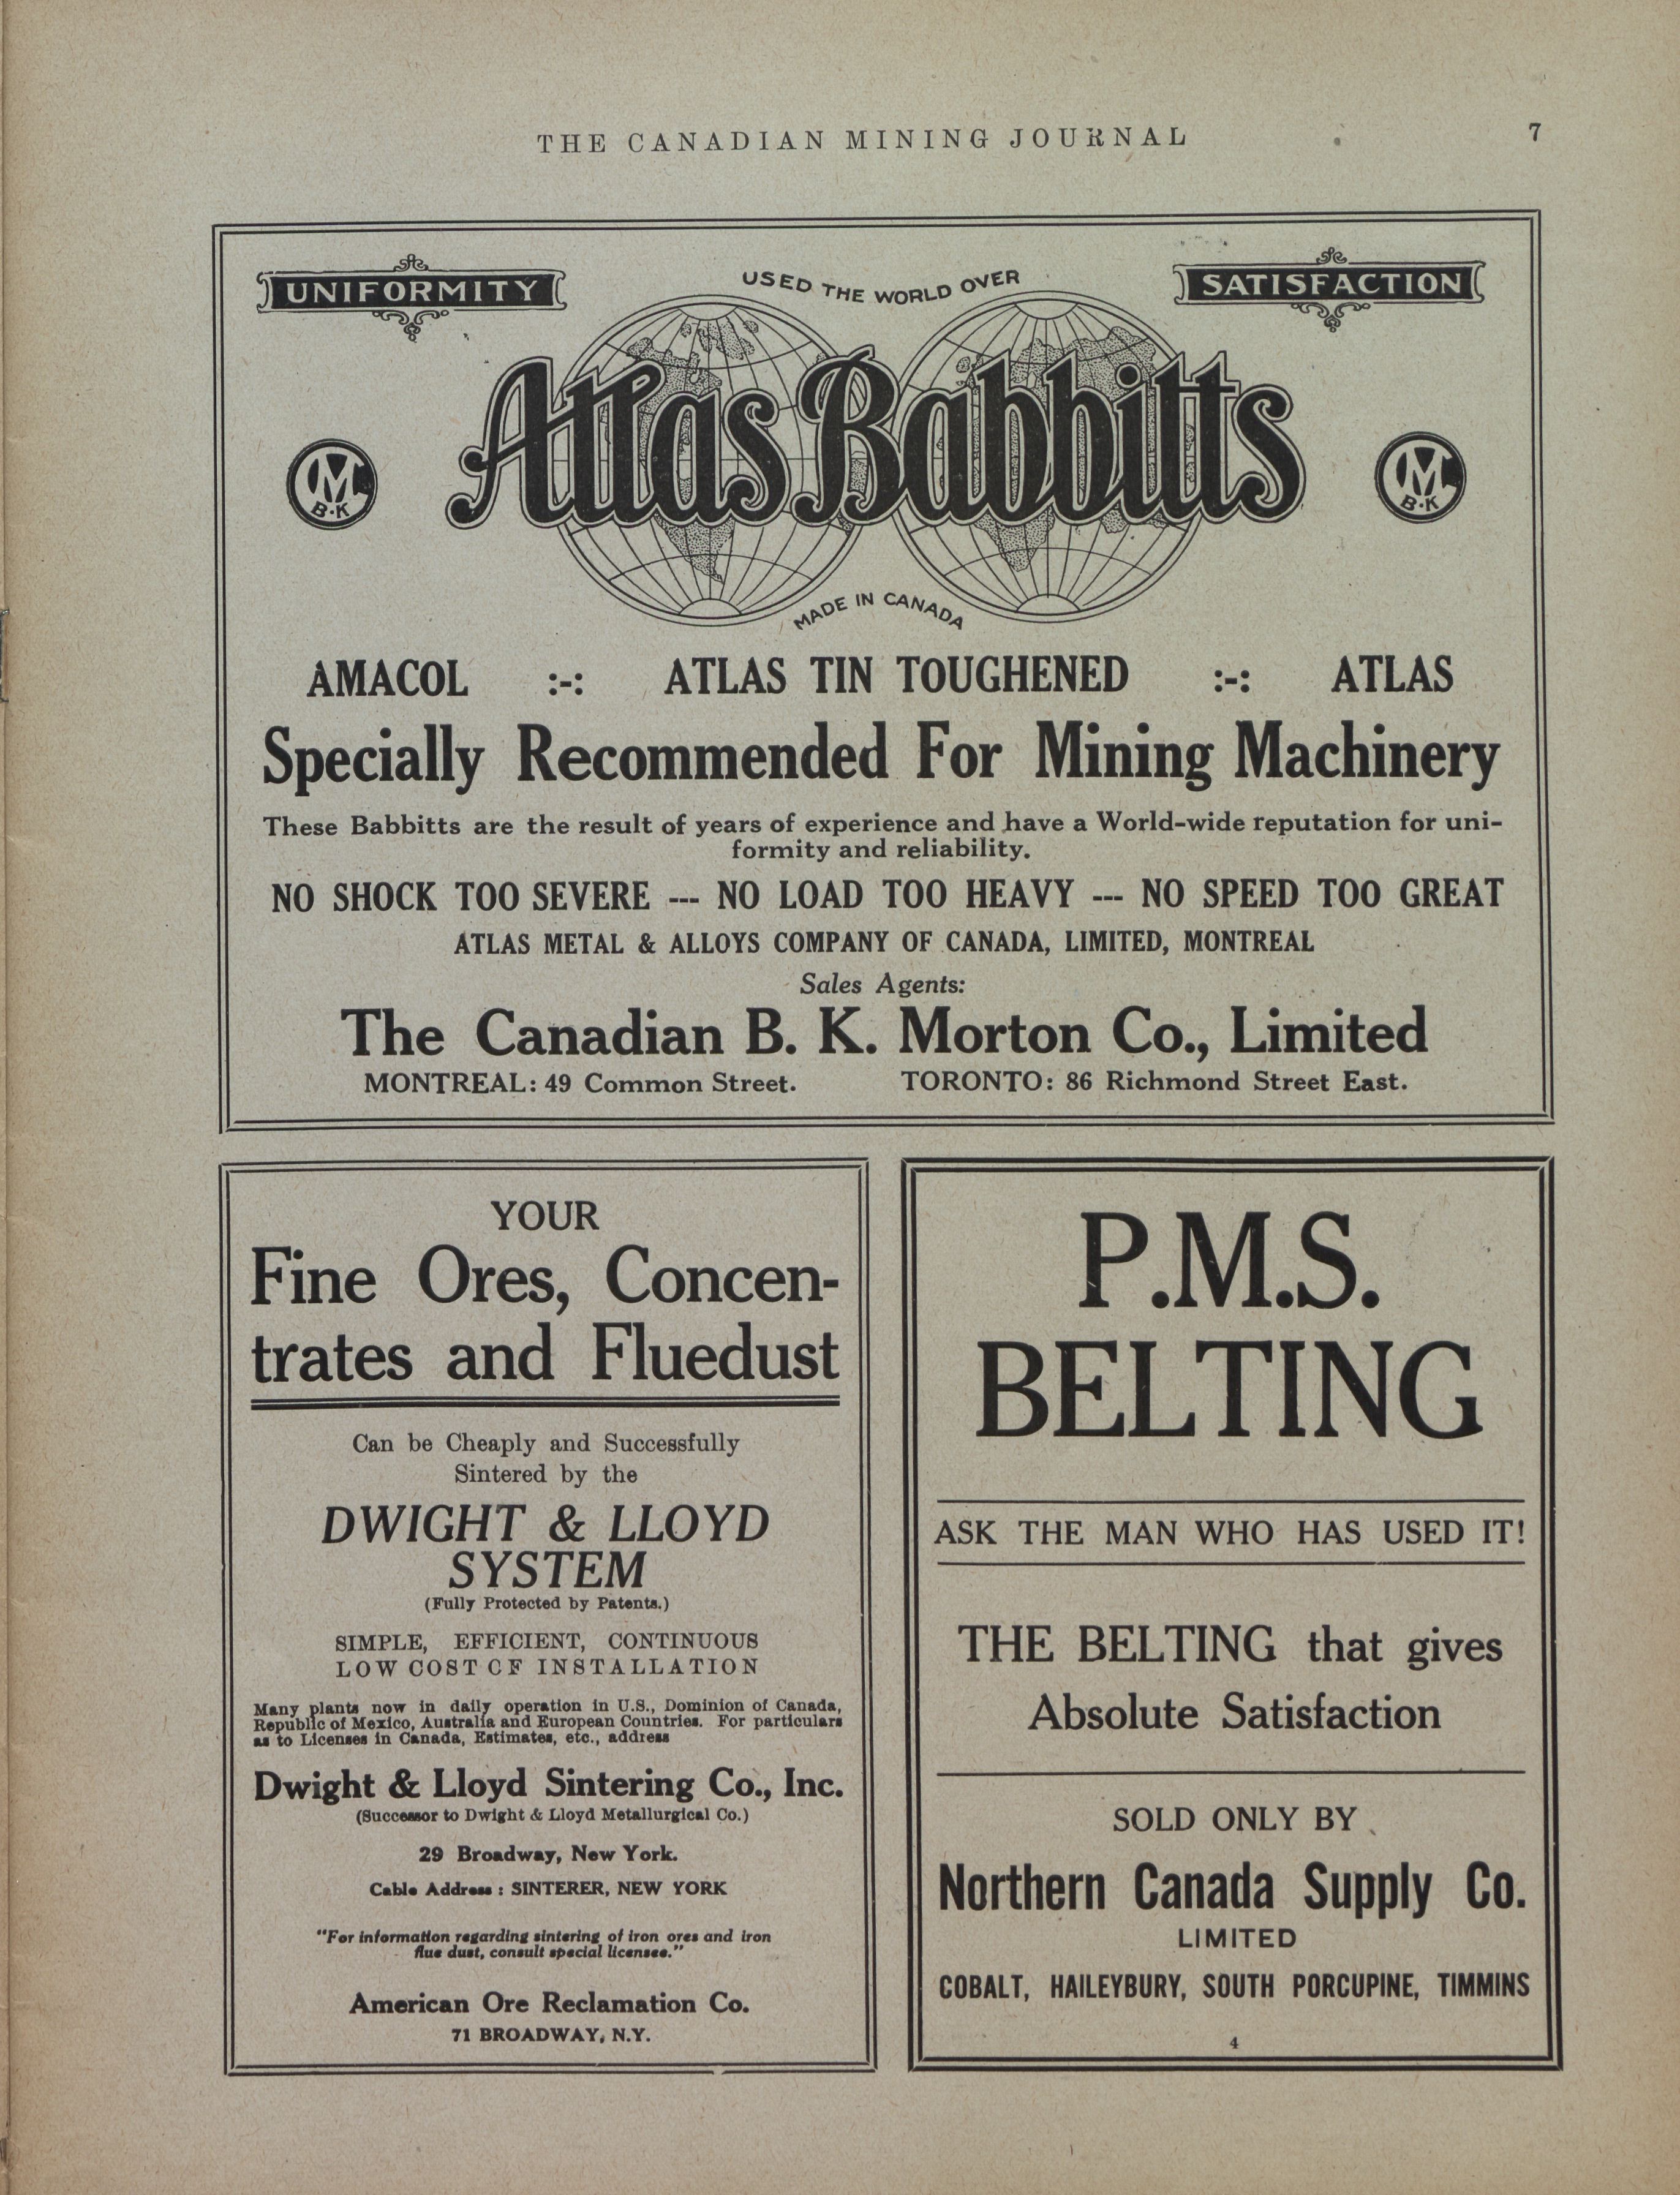 THE CANADIAN MINING JOURNAL 7
UNIFORMITY
USED THE WORLD OVER
SATISFACTION
Atlas Babbitts
M
B·K
M
B·K
MADE IN CANADA
AMACOL :-: ATLAS TIN TOUGHENED :-: ATLAS
Specially Recommended For Mining Machinery
These Babbitts are the result of years of experience and have a World-wide reputation for uni-
formity and reliability.
NO SHOCK TOO SEVERE --- NO LOAD TOO HEAVY --- NO SPEED TOO GREAT
ATLAS METAL & ALLOYS COMPANY OF CANADA, LIMITED, MONTREAL
Sales Agents:
The Canadian B. K. Morton Co., Limited
MONTREAL: 49 Common Street. TORONTO: 86 Richmond Street East.
YOUR
Fine Ores, Concen-
trates and Fluedust
Can be Cheaply and Successfully
Sintered by the
DWIGHT & LLOYD
SYSTEM
(Fully Protected by Patents.)
SIMPLE, EFFICIENT, CONTINUOUS
LOW COST CF INSTALLATION
Many plants now in daily operation in U.S., Dominion of Canada,
Republic of Mexico, Australia and European Countries. For particulars
as to Licenses in Canada, Estimates, etc., address
Dwight & Lloyd Sintering Co., Inc.
(Successor to Dwight & Lloyd Metallurgical Co.)
29 Broadway, New York.
Cable Address : SINTERER, NEW YORK
"For information regarding sintering of iron ores and iron
flue dust, consult special licensee."
American Ore Reclamation Co.
71 BROADWAY, N.Y.
P.M.S.
BELTING
ASK THE MAN WHO HAS USED IT!
THE BELTING that gives
Absolute Satisfaction
SOLD ONLY BY
Northern Canada Supply Co.
LIMITED
COBALT, HAILEYBURY, SOUTH PORCUPINE, TIMMINS
4